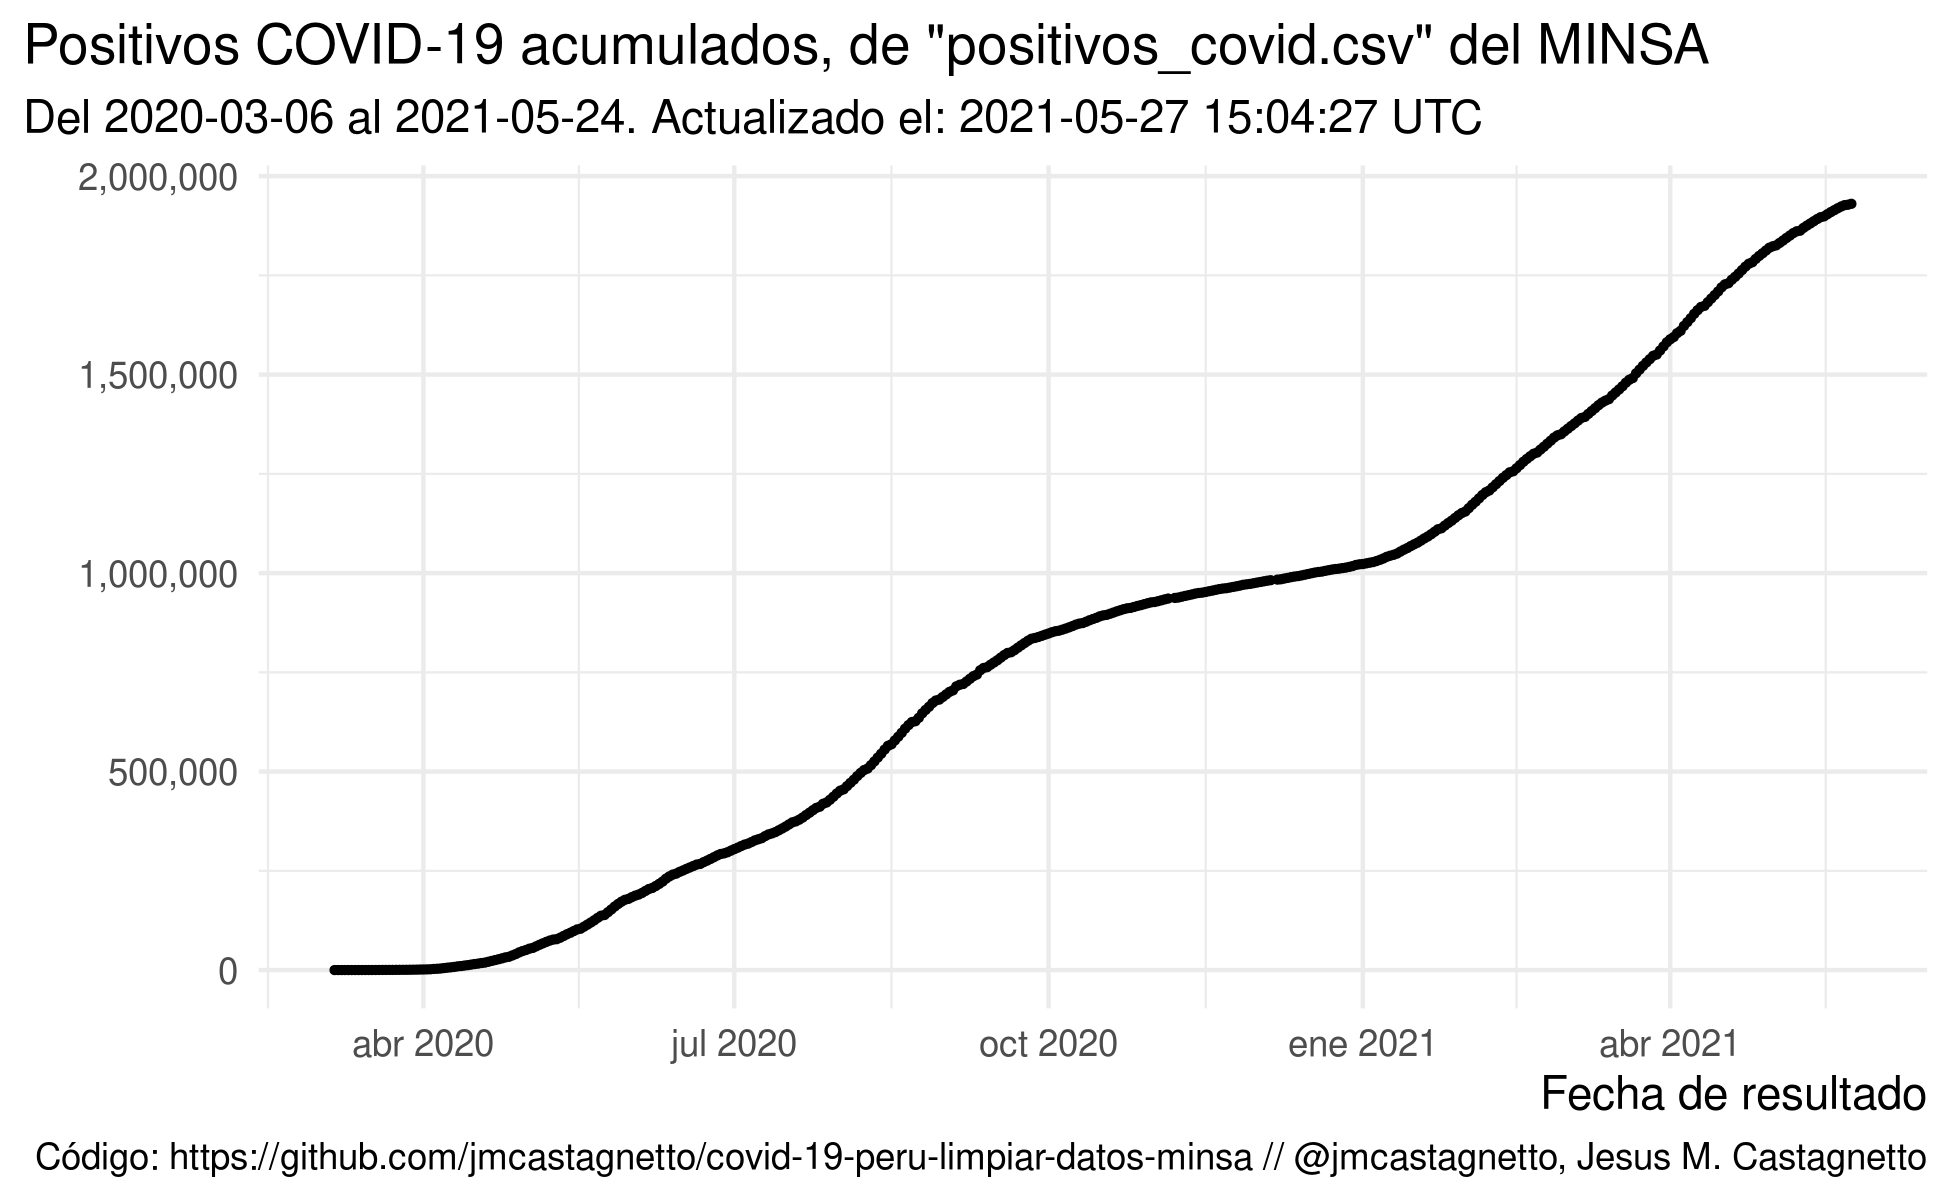 Positivos COVID-19 acumulados, de "positivos_covid.csv" del MINSA
Del 2020-03-06 al 2021-05-24. Actualizado el: 2021-05-27 15:04:27 UTC
2,000,000
1,500,000
1,000,000
500,000
0
abr 2020 jul 2020 oct 2020 ene 2021 abr 2021
Fecha de resultado
Código: https://github.com/jmcastagnetto/covid-19-peru-limpiar-datos-minsa // @jmcastagnetto, Jesus M. Castagnetto